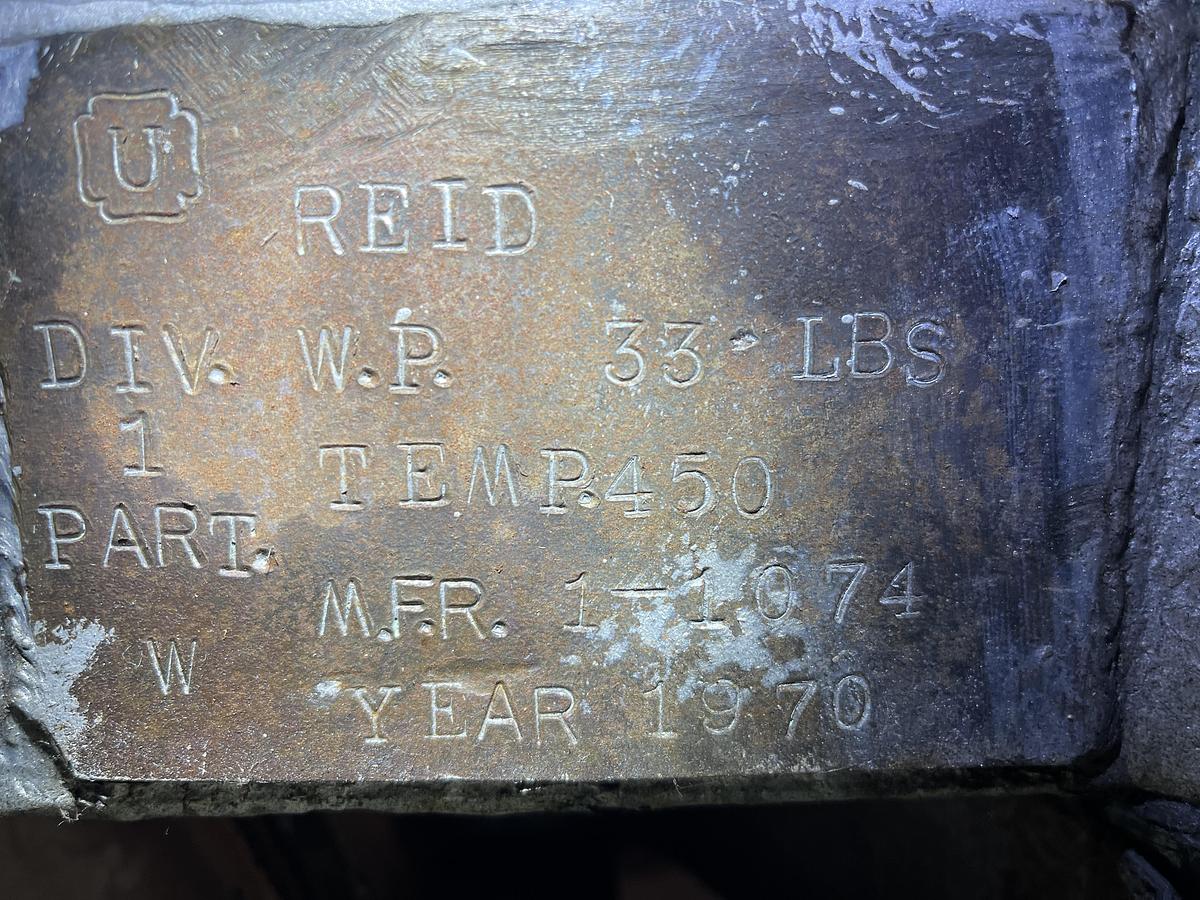 U REID
DIV. W.P. 33 LBS
1 TEMP.450
PART.
M.F.R. 1-1074
W
YEAR 1970